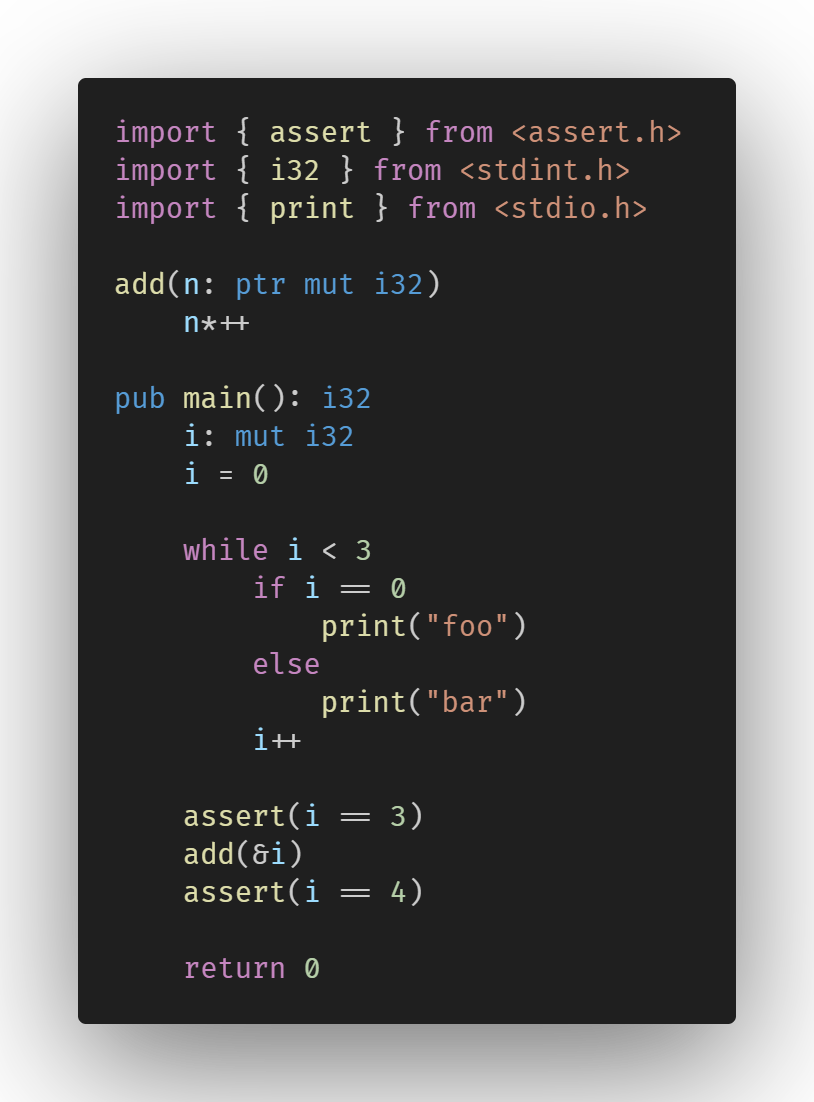 import { assert } from <assert.h>
import { i32 } from <stdint.h>
import { print } from <stdio.h>

add(n: ptr mut i32)
    n*++

pub main(): i32
    i: mut i32
    i = 0

    while i < 3
        if i == 0
            print("foo")
        else
            print("bar")
        i++

    assert(i == 3)
    add(&i)
    assert(i == 4)

    return 0